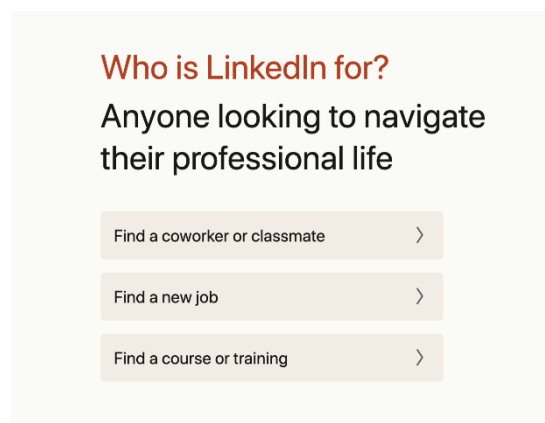 Who is LinkedIn for?
Anyone looking to navigate
their professional life
Find a coworker or classmate
Find a new job
Find a course or training